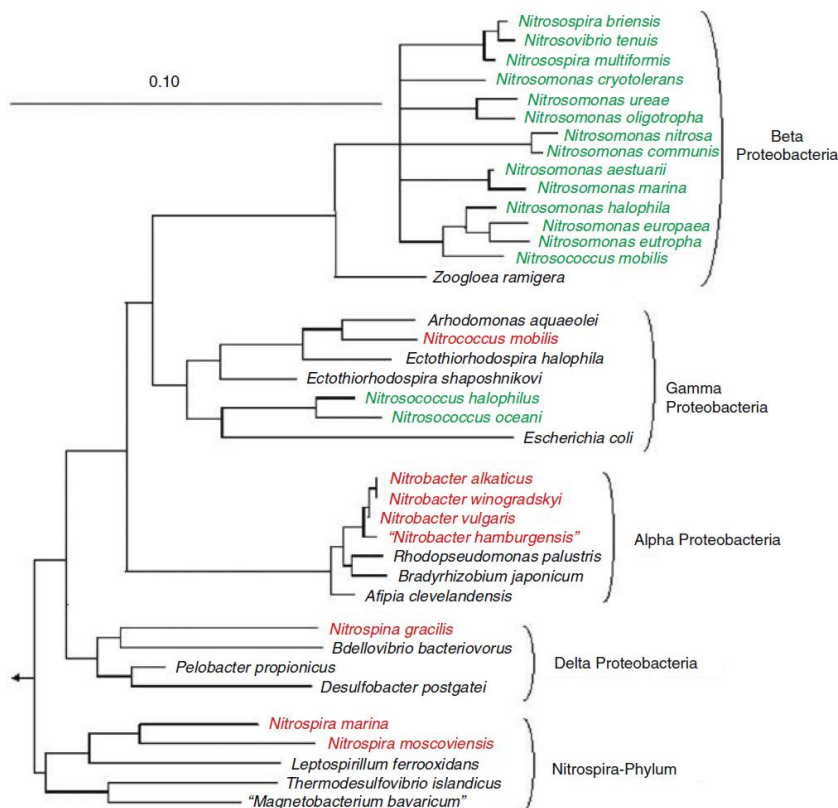 Nitrosospira briensis
Nitrosovibrio tenuis
Nitrosospira multiformis
0.10
Nitrosomonas cryotolerans
Nitrosomonas ureae
Nitrosomonas oligotropha
Nitrosomonas nitrosa
Beta
Proteobacteria
Nitrosomonas communis
Nitrosomonas aestuarii
Nitrosomonas marina
Nitrosomonas halophila
Nitrosomonas europaea
Nitrosomonas eutropha
Nitrosococcus mobilis
Zoogloea ramigera
Arhodomonas aquaeolei
Nitrococcus mobilis
Ectothiorhodospira halophila
Ectothiorhodospira shaposhnikovi
Gamma
Proteobacteria
Nitrosococcus halophilus
Nitrosococcus oceani
Escherichia coli
Nitrobacter alkaticus
Nitrobacter winogradskyi
Nitrobacter vulgaris
"Nitrobacter hamburgensis"
Alpha Proteobacteria
Rhodopseudomonas palustris
Bradyrhizobium japonicum
Afipia clevelandensis
Nitrospina gracilis
Bdellovibrio bacteriovorus
Delta Proteobacteria
Pelobacter propionicus
Desulfobacter postgatei
Nitrospira marina
Nitrospira moscoviensis
Leptospirillum ferrooxidans
Nitrospira-Phylum
Thermodesulfovibrio islandicus
"Magnetobacterium bavaricum"